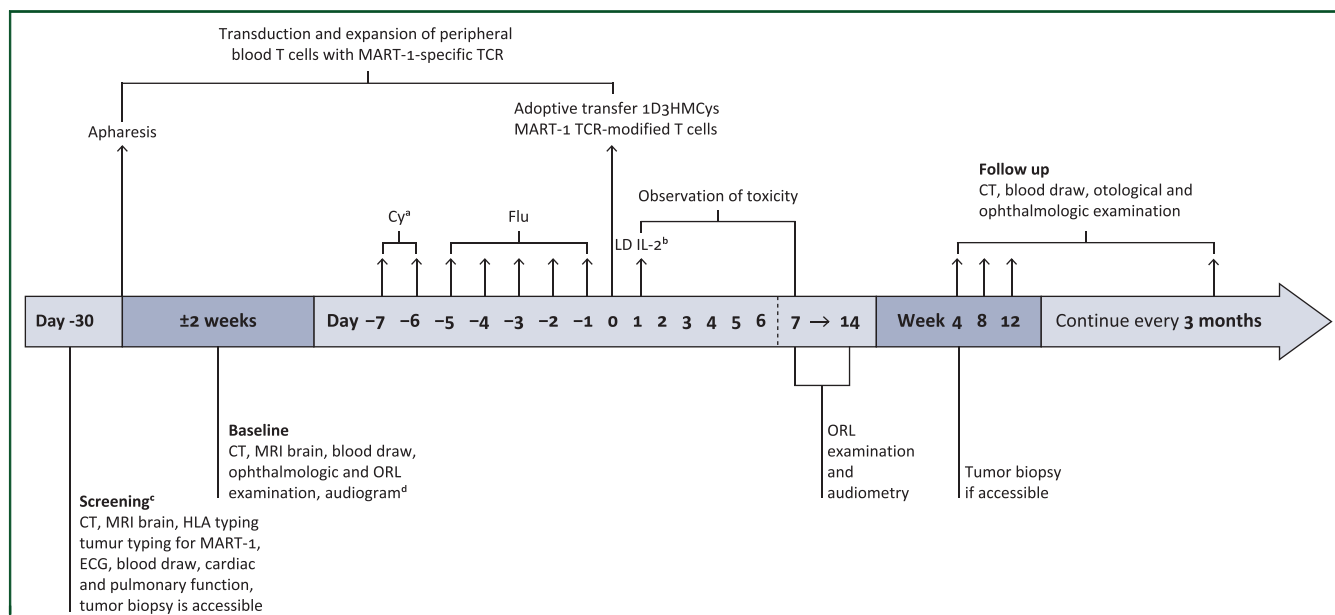 Transduction and expansion of peripheral
blood T cells with MART-1-specific TCR
Apharesis
Adoptive transfer 1D3HMCys
MART-1 TCR-modified T cells
Cyᵃ
Flu
LD IL-2ᵇ
Observation of toxicity
Follow up
CT, blood draw, otological and
ophthalmologic examination
Day -30
±2 weeks
Day −7 −6 −5 −4 −3 −2 −1 0 1 2 3 4 5 6 7 → 14
Week 4 8 12
Continue every 3 months
Screeningᶜ
CT, MRI brain, HLA typing
tumur typing for MART-1,
ECG, blood draw, cardiac
and pulmonary function,
tumor biopsy is accessible
Baseline
CT, MRI brain, blood draw,
ophthalmologic and ORL
examination, audiogramᵈ
ORL
examination
and
audiometry
Tumor biopsy
if accessible